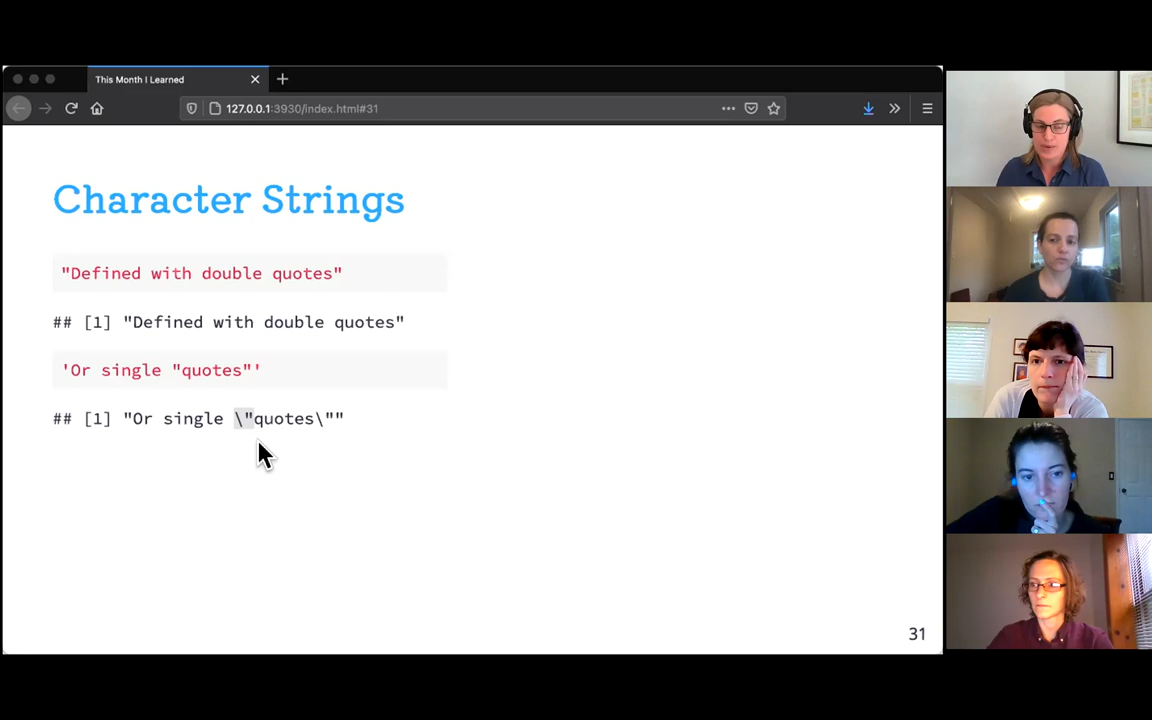 This Month I Learned
127.0.0.1:3930/index.html#31
Character Strings
"Defined with double quotes"
## [1] "Defined with double quotes"
'Or single "quotes"'
## [1] "Or single \"quotes\""
31